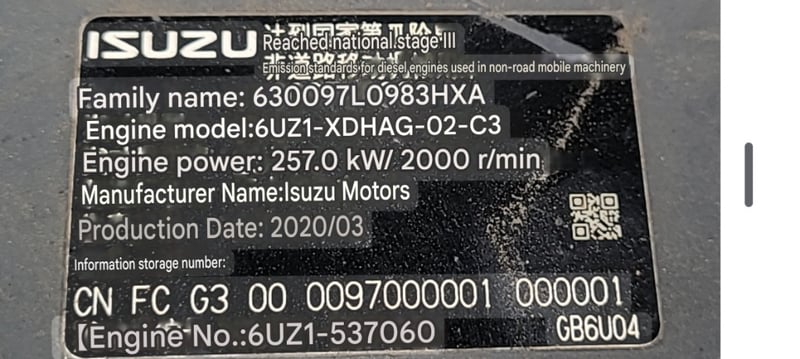 ISUZU
Reached national stage III
Emission standards for diesel engines used in non-road mobile machinery
Family name: 630097L0983HXA
Engine model:6UZ1-XDHAG-02-C3
Engine power: 257.0 kW/ 2000 r/min
Manufacturer Name:Isuzu Motors
Production Date: 2020/03
Information storage number:
CN FC G3 00 0097000001 000001
【Engine No.:6UZ1-537060
GB6U04